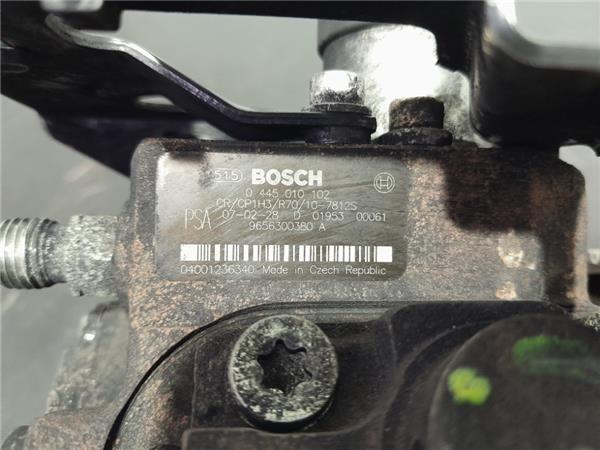 515 BOSCH
0 445 010 102
CR/CP1H3/R70/10-7812S
PSA 07-02-28 D 019S3 00061
9656300380 A
04001236340 Made in Czech Republic